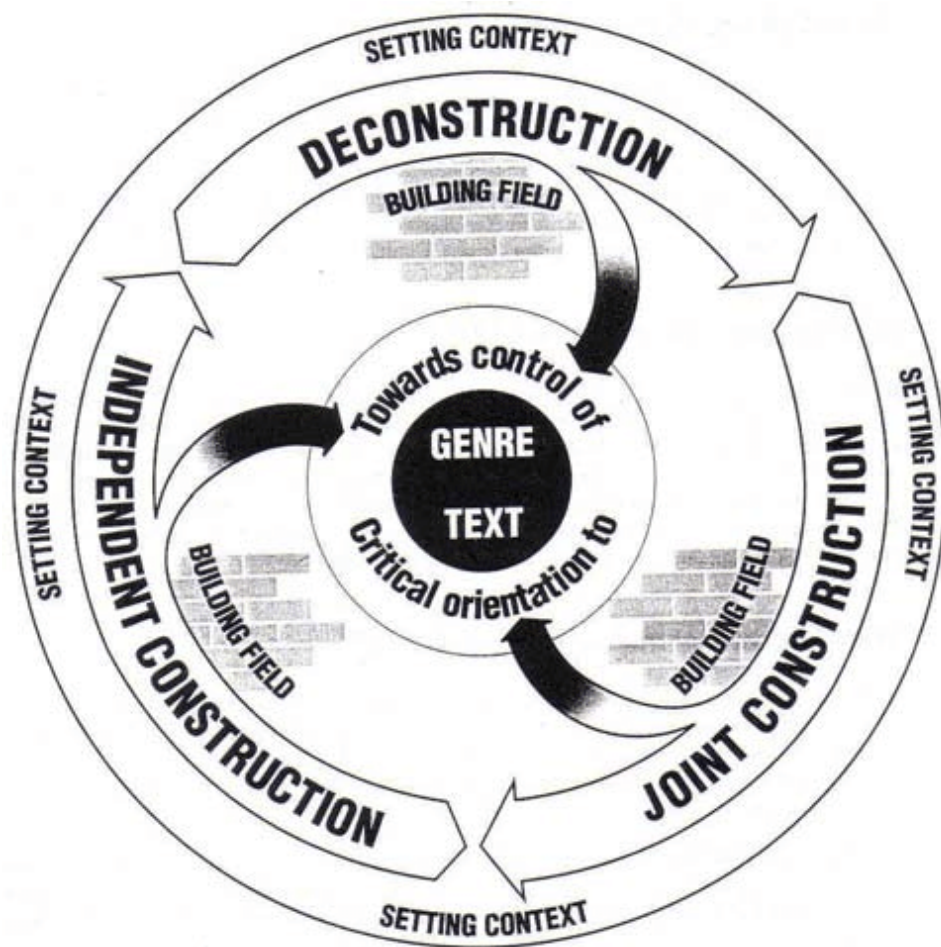 SETTING CONTEXT
DECONSTRUCTION
BUILDING FIELD
Towards control of
GENRE
TEXT
Critical orientation to
SETTING CONTEXT
INDEPENDENT CONSTRUCTION
BUILDING FIELD
SETTING CONTEXT
JOINT CONSTRUCTION
BUILDING FIELD
SETTING CONTEXT